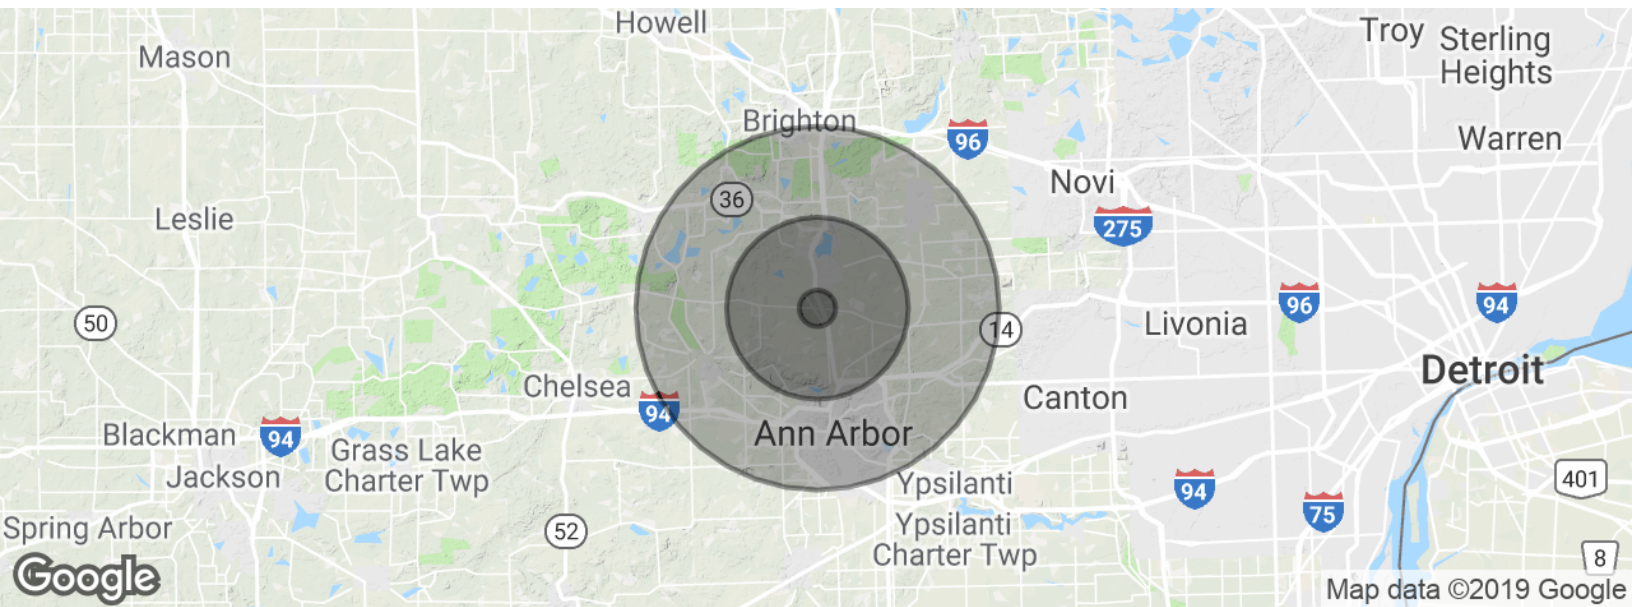 Howell
Troy
Sterling
Heights
Mason
Brighton
96
Warren
Novi
36
Leslie
275
50
14
Livonia
96
94
Detroit
Chelsea
94
Canton
Blackman
94
Ann Arbor
Grass Lake
Charter Twp
Jackson
Ypsilanti
94
401
75
Spring Arbor
52
Ypsilanti
Charter Twp
8
Google
Map data ©2019 Google